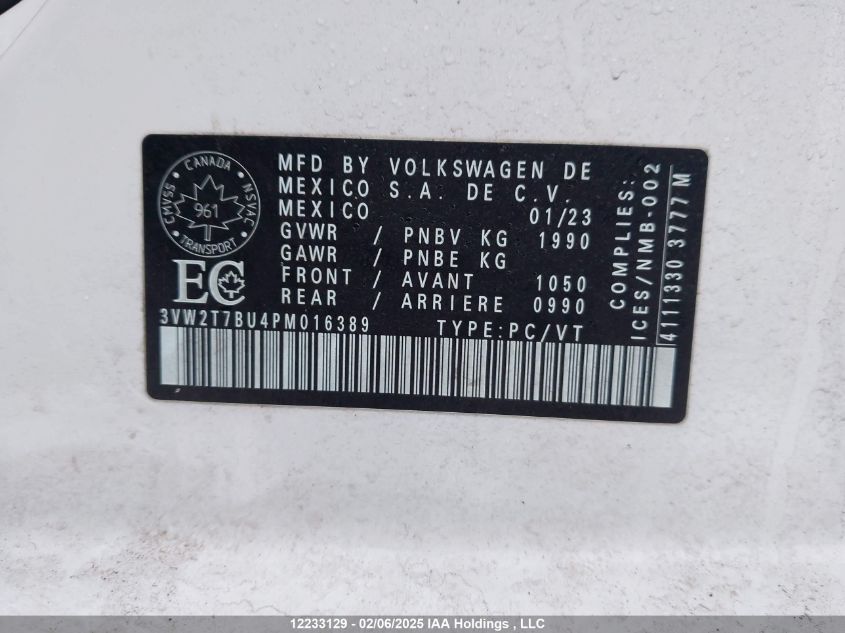 CANADA
CMVSS NSVAC
961
TRANSPORT
EC
MFD BY VOLKSWAGEN DE
MEXICO S.A. DE C.V.
MEXICO 01/23
GVWR / PNBV KG 1990
GAWR / PNBE KG
FRONT / AVANT 1050
REAR / ARRIERE 0990
3VW2T7BU4PM016389 TYPE:PC/VT
COMPLIES:
ICES/NMB-002
4111330 3777 M
12233129 - 02/06/2025 IAA Holdings , LLC